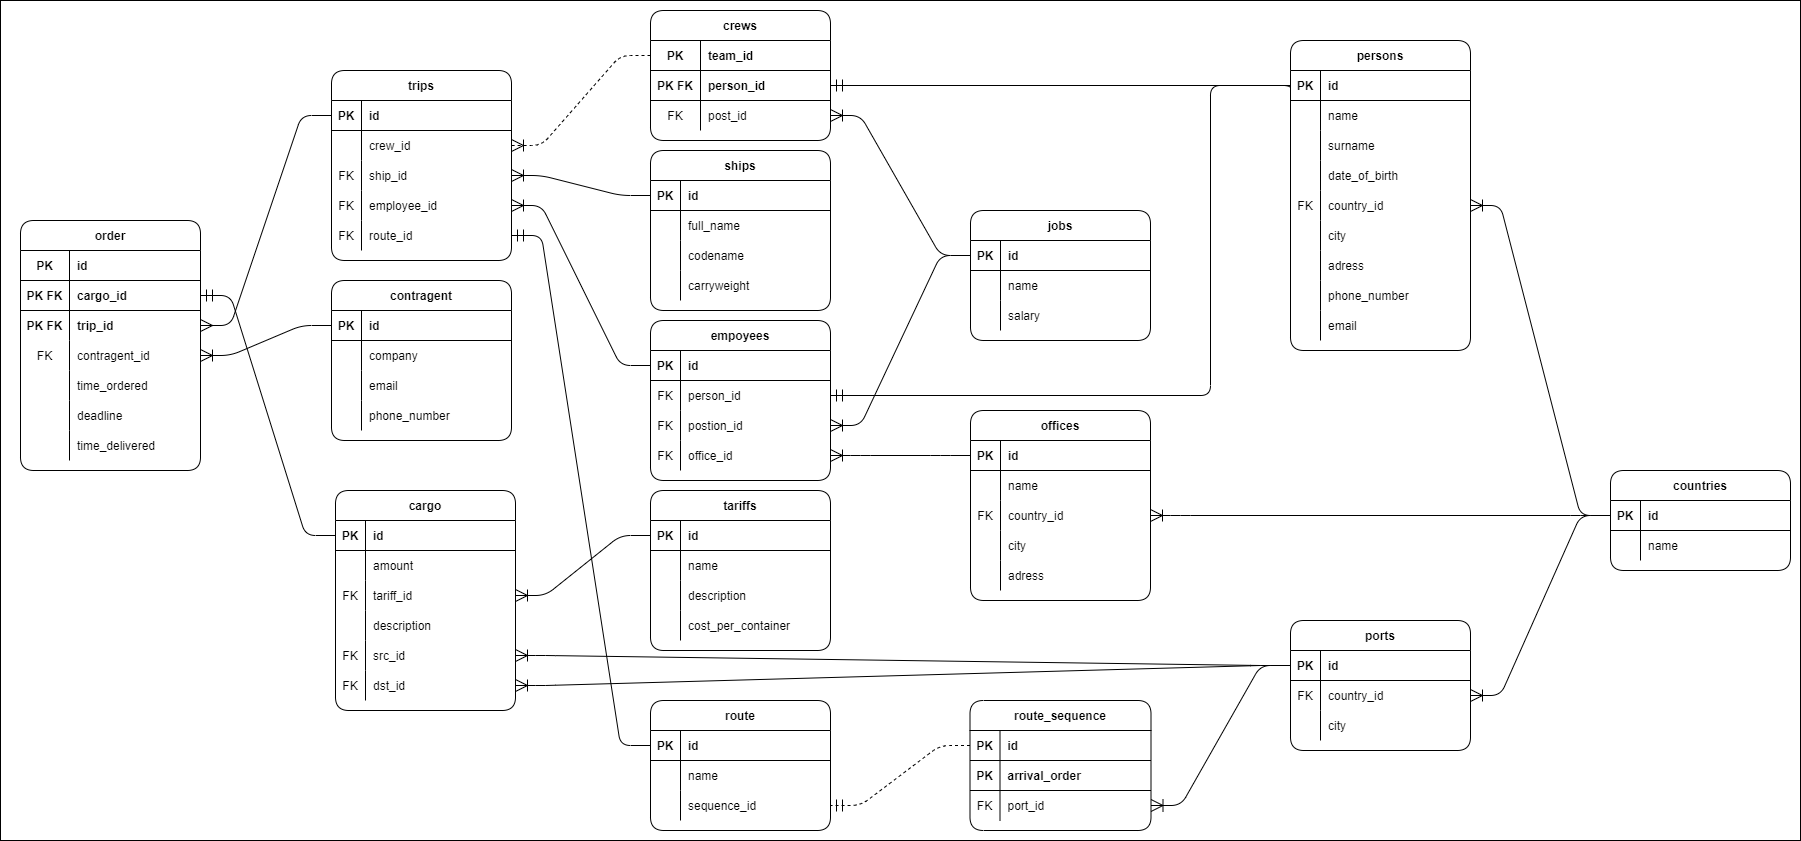 order
PK id
PK FK cargo_id
PK FK trip_id
FK contragent_id
time_ordered
deadline
time_delivered
trips
PK id
crew_id
FK ship_id
FK employee_id
FK route_id
contragent
PK id
company
email
phone_number
cargo
PK id
amount
FK tariff_id
description
FK src_id
FK dst_id
crews
PK team_id
PK FK person_id
FK post_id
ships
PK id
full_name
codename
carryweight
empoyees
PK id
FK person_id
FK postion_id
FK office_id
tariffs
PK id
name
description
cost_per_container
route
PK id
name
sequence_id
jobs
PK id
name
salary
offices
PK id
name
FK country_id
city
adress
route_sequence
PK id
PK arrival_order
FK port_id
persons
PK id
name
surname
date_of_birth
FK country_id
city
adress
phone_number
email
ports
PK id
FK country_id
city
countries
PK id
name